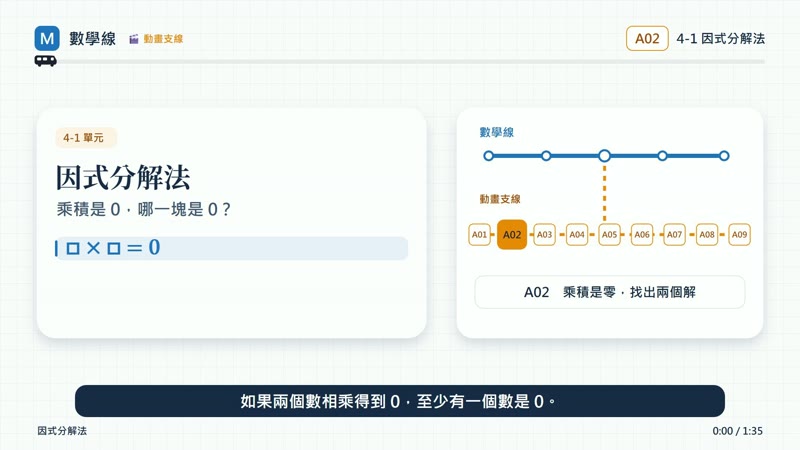 M 數學線 動畫支線
A02 4-1 因式分解法
4-1 單元
因式分解法
乘積是 0，哪一塊是 0？
□ × □ = 0
數學線
動畫支線
A01 A02 A03 A04 A05 A06 A07 A08 A09
A02 乘積是零，找出兩個解
如果兩個數相乘得到 0，至少有一個數是 0。
因式分解法
0:00 / 1:35